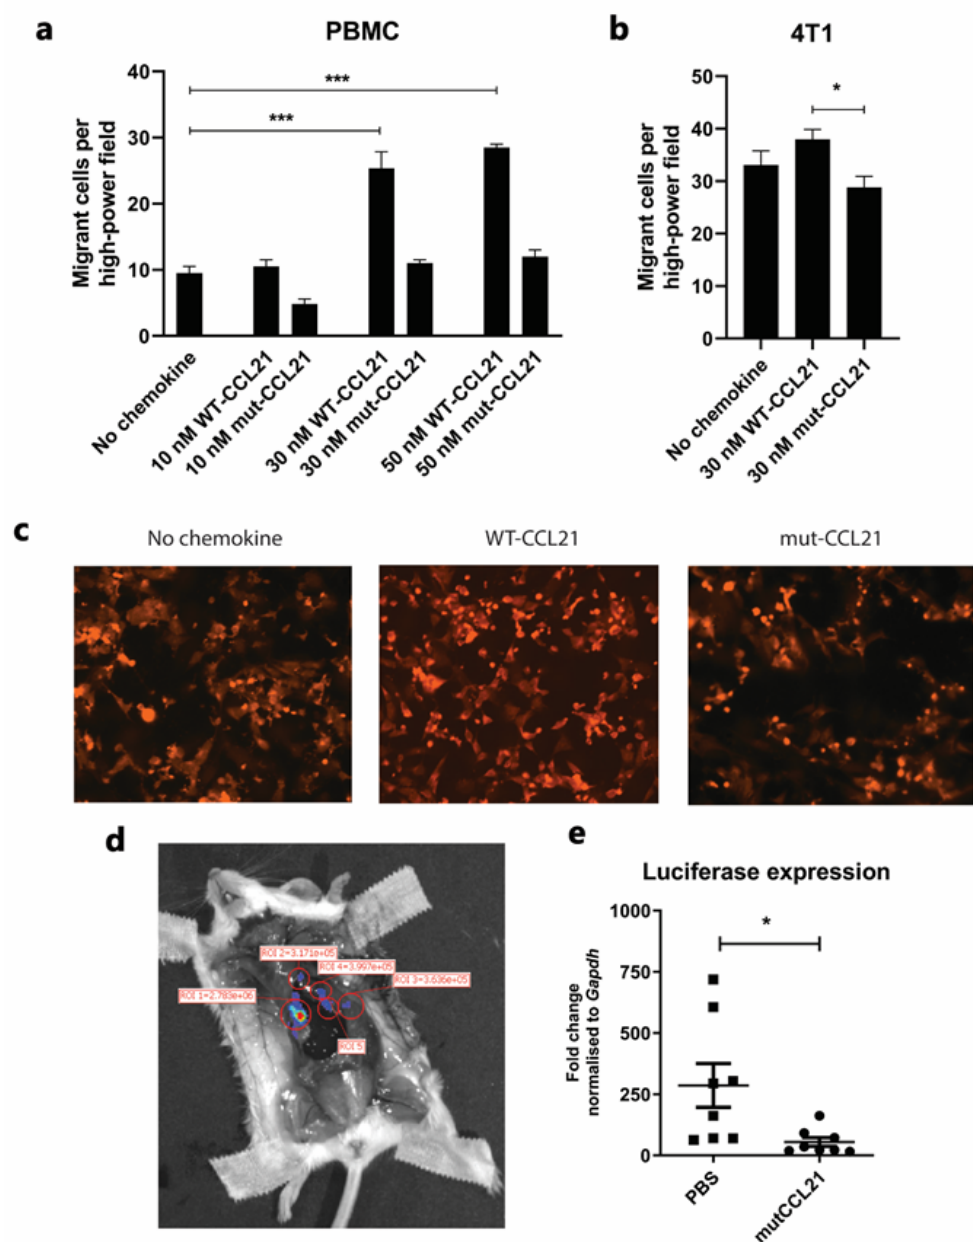 a
PBMC
Migrant cells per
high-power field
40
30
20
10
0
***
***
No chemokine
10 nM WT-CCL21
10 nM mut-CCL21
30 nM WT-CCL21
30 nM mut-CCL21
50 nM WT-CCL21
50 nM mut-CCL21
b
4T1
Migrant cells per
high-power field
50
40
30
20
10
0
*
No chemokine
30 nM WT-CCL21
30 nM mut-CCL21
c
No chemokine
WT-CCL21
mut-CCL21
d
ROI 2=3.171e+05
ROI 4=3.997e+05
ROI 3=3.636e+05
ROI 1=2.783e+06
ROI 5
e
Luciferase expression
Fold change
normalised to Gapdh
1000
750
500
250
0
*
PBS
mutCCL21